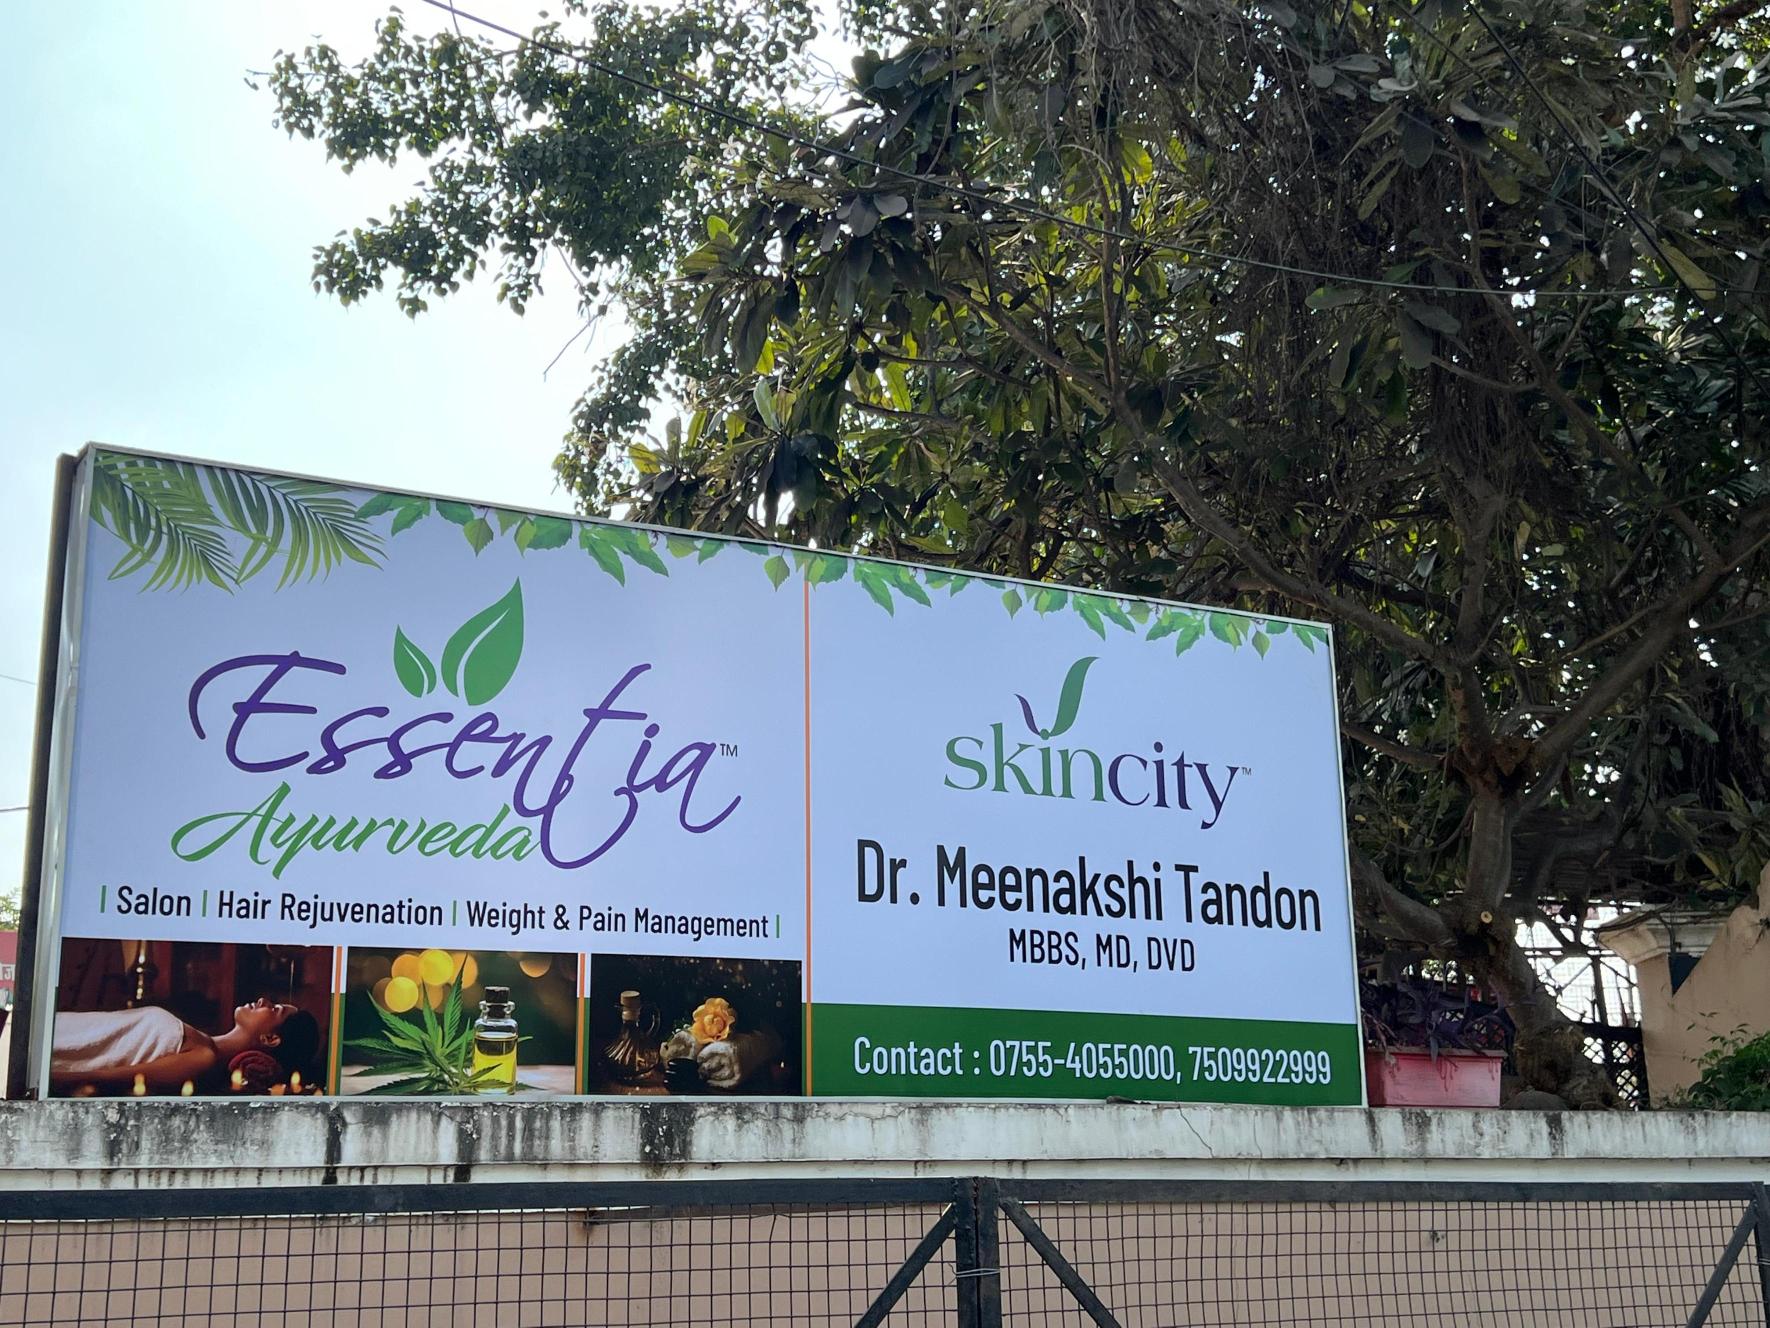 Essentia™
Ayurveda
| Salon | Hair Rejuvenation | Weight & Pain Management |
skincity™
Dr. Meenakshi Tandon
MBBS, MD, DVD
Contact : 0755-4055000, 7509922999